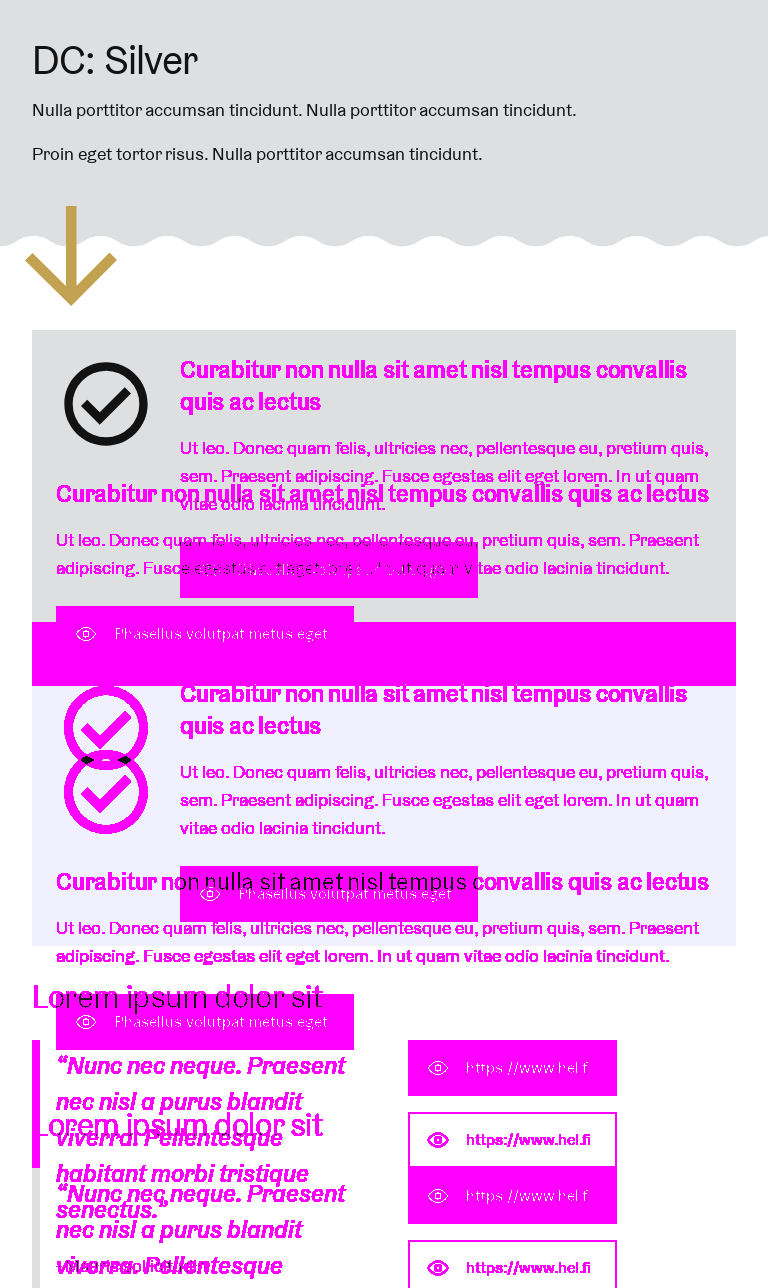 DC: Silver
Nulla porttitor accumsan tincidunt. Nulla porttitor accumsan tincidunt.
Proin eget tortor risus. Nulla porttitor accumsan tincidunt.
Curabitur non nulla sit amet nisl tempus convallis
quis ac lectus
Ut leo. Donec quam felis, ultricies nec, pellentesque eu, pretium quis,
sem. Praesent adipiscing. Fusce egestas elit eget lorem. In ut quam
Curabitur non nulla sit amet nisl tempus convallis quis ac lectus
vitae odio lacinia tincidunt.
Ut leo. Donec quam felis, ultricies nec, pellentesque eu, pretium quis, sem. Praesent
adipiscing. Fusce egestas elit eget lorem. In ut quam vitae odio lacinia tincidunt.
Phasellus volutpat metus eget
Curabitur non nulla sit amet nisl tempus convallis
quis ac lectus
Ut leo. Donec quam felis, ultricies nec, pellentesque eu, pretium quis,
sem. Praesent adipiscing. Fusce egestas elit eget lorem. In ut quam
vitae odio lacinia tincidunt.
Curabitur non nulla sit amet nisl tempus convallis quis ac lectus
Phasellus volutpat metus eget
Ut leo. Donec quam felis, ultricies nec, pellentesque eu, pretium quis, sem. Praesent
adipiscing. Fusce egestas elit eget lorem. In ut quam vitae odio lacinia tincidunt.
Lorem ipsum dolor sit
Phasellus volutpat metus eget
“Nunc nec neque. Praesent
nec nisl a purus blandit
viverra. Pellentesque
habitant morbi tristique
senectus.”
https://www.hel.fi
https://www.hel.fi
Lorem ipsum dolor sit
“Nunc nec neque. Praesent
nec nisl a purus blandit
viverra. Pellentesque
https://www.hel.fi
https://www.hel.fi